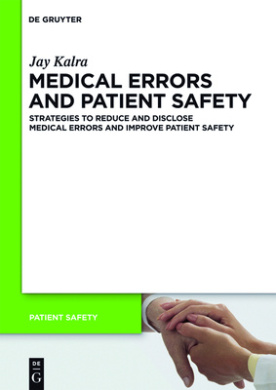 DE GRUYTER
Jay Kalra
MEDICAL ERRORS
AND PATIENT SAFETY
STRATEGIES TO REDUCE AND DISCLOSE
MEDICAL ERRORS AND IMPROVE PATIENT SAFETY
PATIENT SAFETY
DE
G